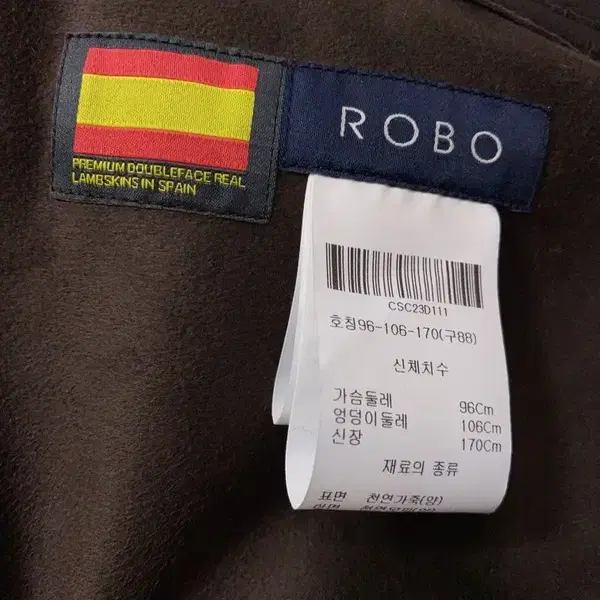 PREMIUM DOUBLEFACE REAL
LAMBSKINS IN SPAIN
ROBO
CSC23D111
호칭96-106-170(구88)
신체치수
가슴둘레 96Cm
엉덩이둘레 106Cm
신장 170Cm
재료의 종류
표면 천연가죽(양)